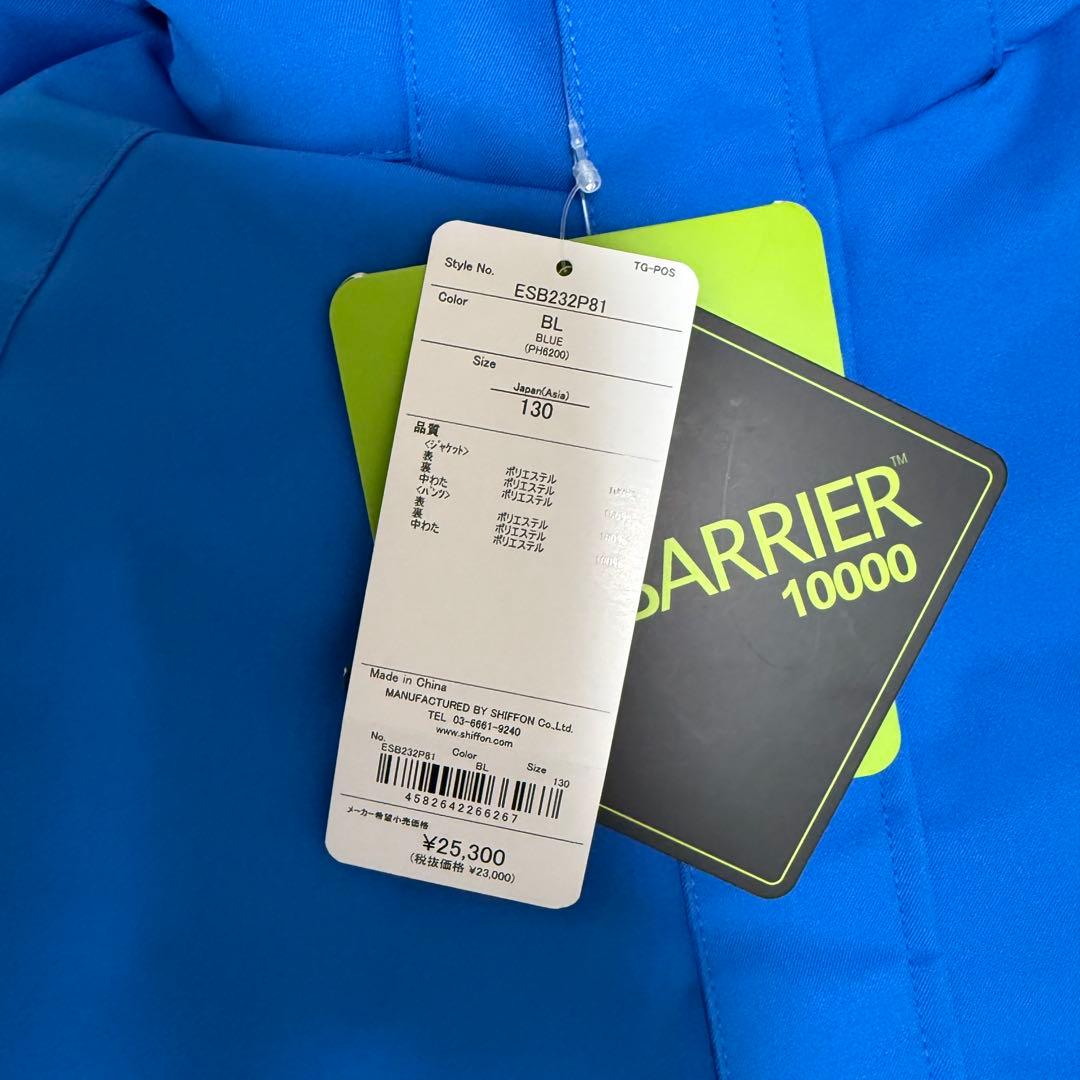 Style No.
TG-POS
ESB232P81
Color
BL
BLUE
(PH6200)
Size
Japan(Asia)
130
品質
<ジャケット>
表 ポリエステル
裏 ポリエステル
中わた ポリエステル
<パンツ>
表 ポリエステル
裏 ポリエステル
中わた ポリエステル
Made in China
MANUFACTURED BY SHIFFON Co.,Ltd.
TEL 03-6661-9240
www.shiffon.com
No. Color Size
ESB232P81 BL 130
4582642266267
メーカー希望小売価格
¥25,300
(税抜価格 ¥23,000)
BARRIER™
10000